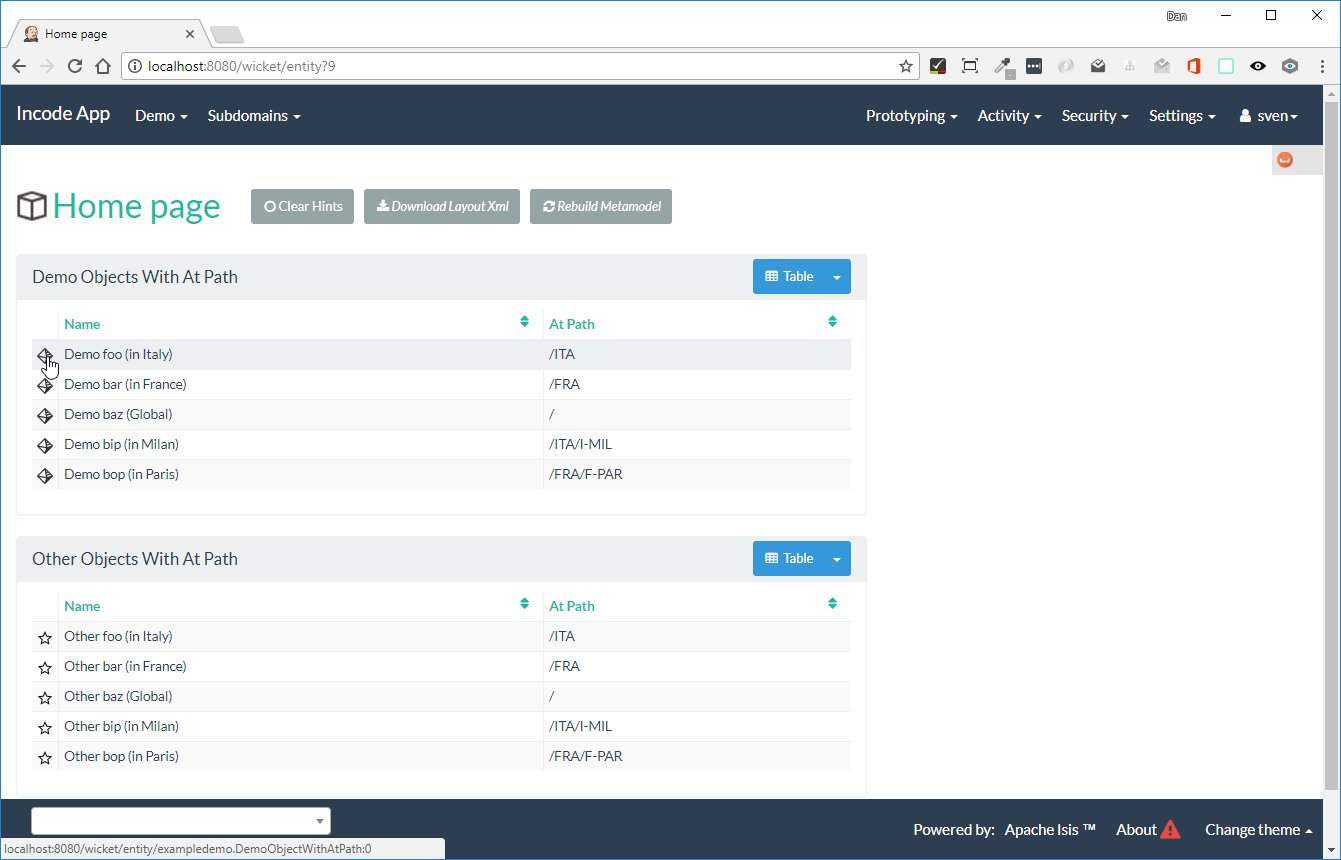 Dan
Home page
localhost:8080/wicket/entity?9
Incode App Demo Subdomains Prototyping Activity Security Settings sven
Home page Clear Hints Download Layout Xml Rebuild Metamodel
Demo Objects With At Path Table
Name At Path
Demo foo (in Italy) /ITA
Demo bar (in France) /FRA
Demo baz (Global) /
Demo bip (in Milan) /ITA/I-MIL
Demo bop (in Paris) /FRA/F-PAR
Other Objects With At Path Table
Name At Path
Other foo (in Italy) /ITA
Other bar (in France) /FRA
Other baz (Global) /
Other bip (in Milan) /ITA/I-MIL
Other bop (in Paris) /FRA/F-PAR
Powered by: Apache Isis ™ About Change theme
localhost:8080/wicket/entity/exampledemo.DemoObjectWithAtPath:0